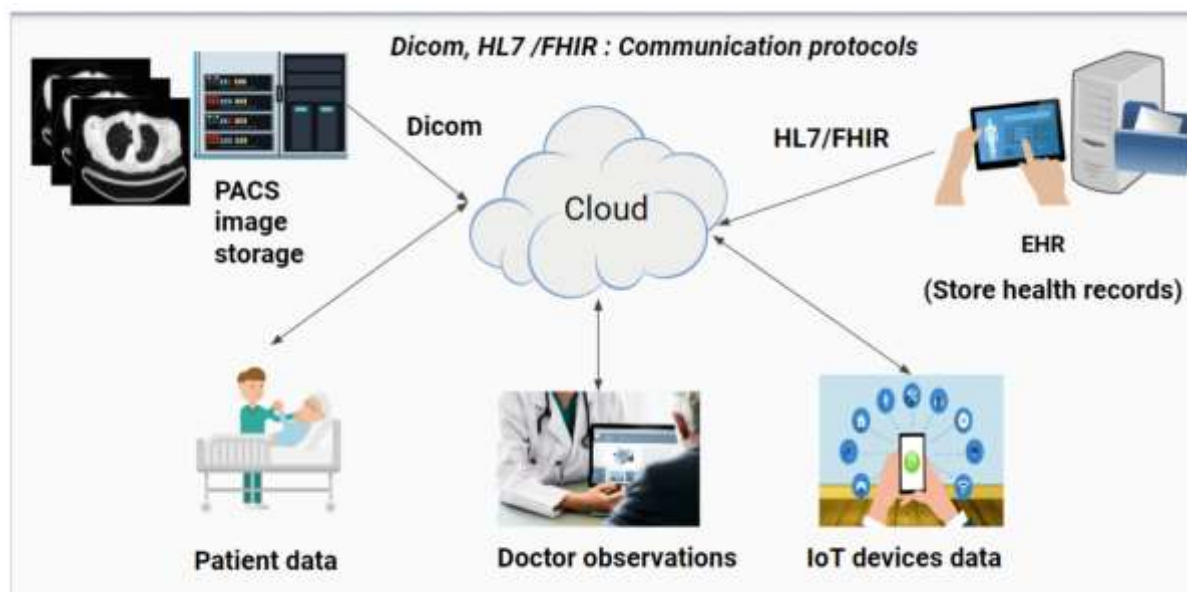 Dicom, HL7 /FHIR : Communication protocols
Dicom
HL7/FHIR
Cloud
PACS
image
storage
EHR
(Store health records)
Patient data
Doctor observations
IoT devices data